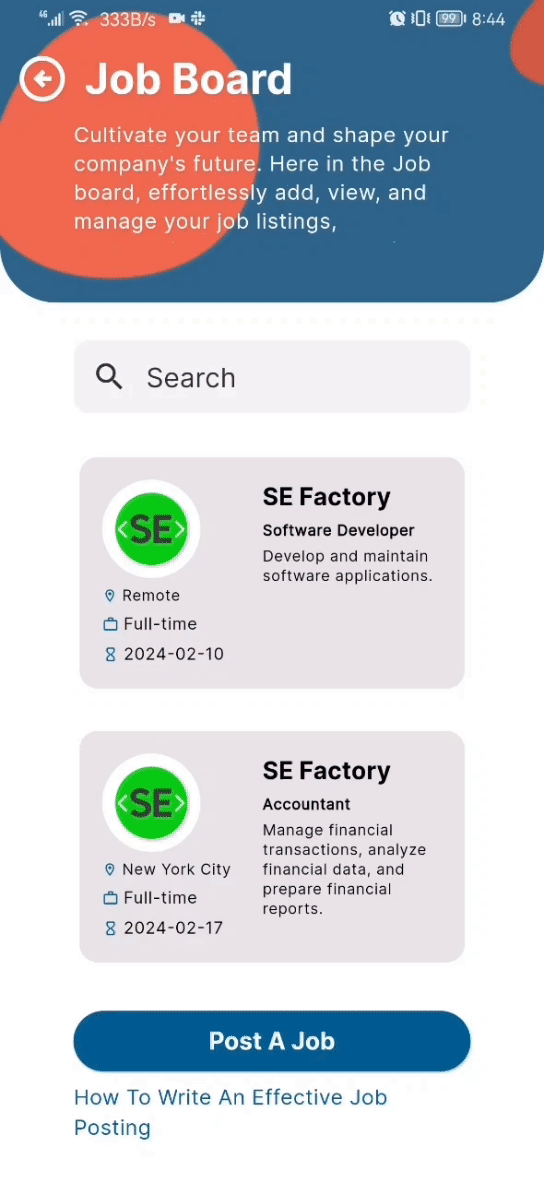 46 333B/s 99 8:44
Job Board
Cultivate your team and shape your
company's future. Here in the Job
board, effortlessly add, view, and
manage your job listings,
Search
<SE>
SE Factory
Software Developer
Develop and maintain
software applications.
Remote
Full-time
2024-02-10
<SE>
SE Factory
Accountant
Manage financial
transactions, analyze
financial data, and
prepare financial
reports.
New York City
Full-time
2024-02-17
Post A Job
How To Write An Effective Job
Posting